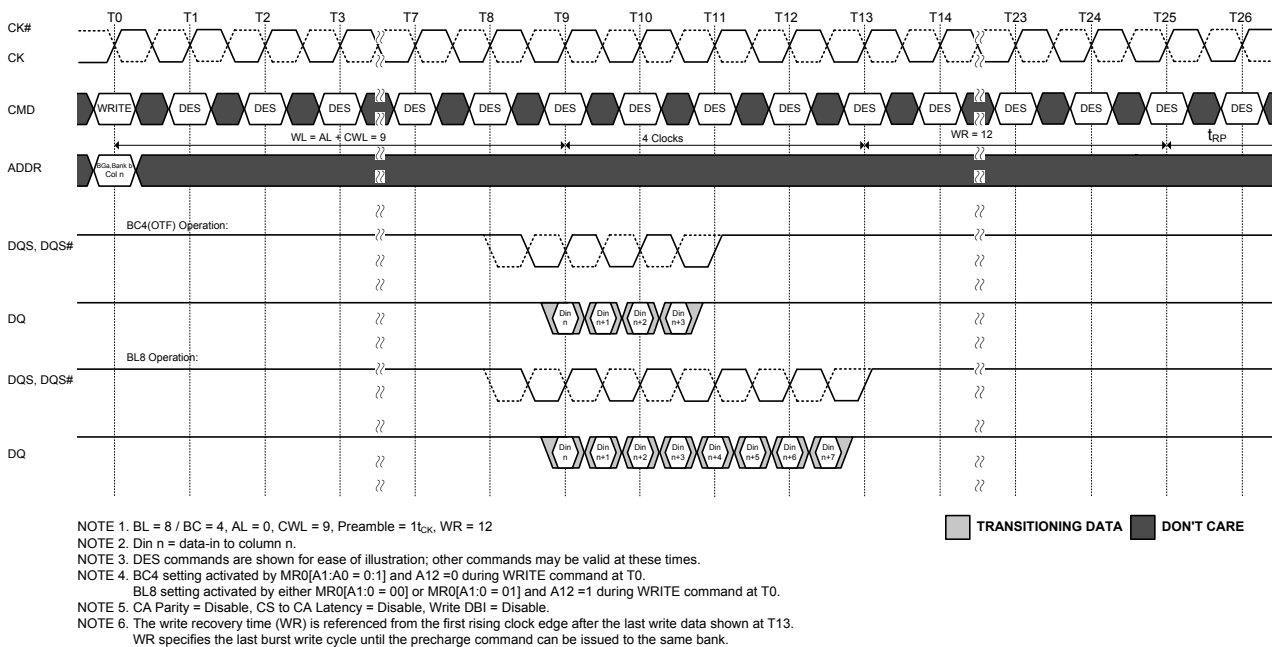 T0 T1 T2 T3 T7 T8 T9 T10 T11 T12 T13 T14 T23 T24 T25 T26
CK#
CK
CMD WRITE DES DES DES DES DES DES DES DES DES DES DES DES DES DES DES
WL = AL + CWL = 9 4 Clocks WR = 12 tRP
ADDR BGa,Bank b
Col n
BC4(OTF) Operation:
DQS, DQS#
DQ Din n Din n+1 Din n+2 Din n+3
BL8 Operation:
DQS, DQS#
DQ Din n Din n+1 Din n+2 Din n+3 Din n+4 Din n+5 Din n+6 Din n+7
NOTE 1. BL = 8 / BC = 4, AL = 0, CWL = 9, Preamble = 1tCK, WR = 12
NOTE 2. Din n = data-in to column n.
NOTE 3. DES commands are shown for ease of illustration; other commands may be valid at these times.
NOTE 4. BC4 setting activated by MR0[A1:A0 = 0:1] and A12 =0 during WRITE command at T0.
BL8 setting activated by either MR0[A1:0 = 00] or MR0[A1:0 = 01] and A12 =1 during WRITE command at T0.
NOTE 5. CA Parity = Disable, CS to CA Latency = Disable, Write DBI = Disable.
NOTE 6. The write recovery time (WR) is referenced from the first rising clock edge after the last write data shown at T13.
WR specifies the last burst write cycle until the precharge command can be issued to the same bank.
TRANSITIONING DATA DON'T CARE